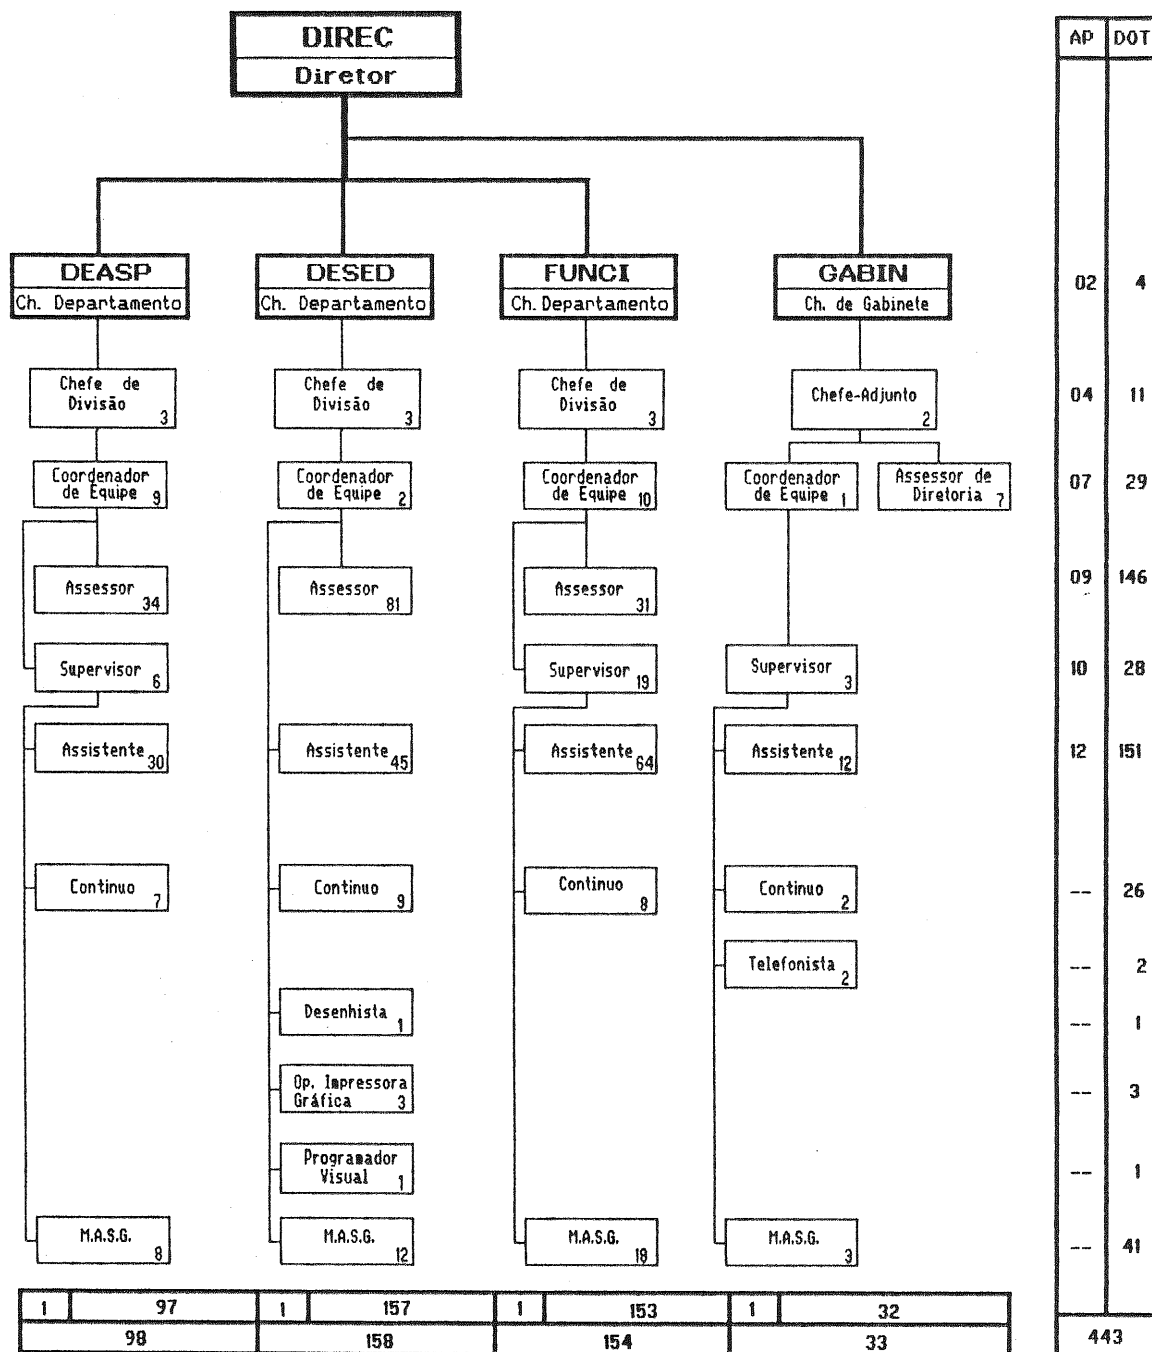 DIREC
Diretor
AP DOT
DEASP DESED FUNCI GABIN
Ch. Departamento Ch. Departamento Ch. Departamento Ch. de Gabinete 02 4
Chefe de Divisão 3 Chefe de Divisão 3 Chefe de Divisão 3 Chefe-Adjunto 2 04 11
Coordenador de Equipe 9 Coordenador de Equipe 2 Coordenador de Equipe 10 Coordenador de Equipe 1 Assessor de Diretoria 7 07 29
Assessor 34 Assessor 81 Assessor 31 09 146
Supervisor 6 Supervisor 19 Supervisor 3 10 28
Assistente 30 Assistente 45 Assistente 64 Assistente 12 12 151
Continuo 7 Continuo 9 Continuo 8 Continuo 2 -- 26
Telefonista 2 -- 2
Desenhista 1 -- 1
Op. Impressora Gráfica 3 -- 3
Programador Visual 1 -- 1
M.A.S.G. 8 M.A.S.G. 12 M.A.S.G. 18 M.A.S.G. 3 -- 41
1 97 1 157 1 153 1 32
98 158 154 33 443